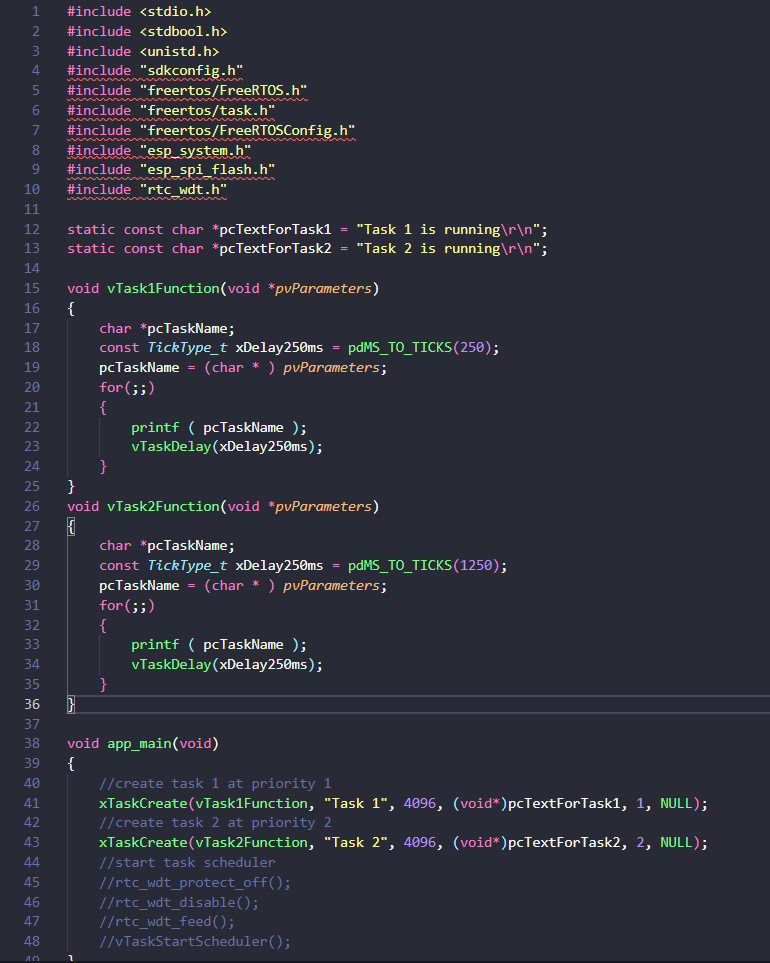 1 #include <stdio.h>
2 #include <stdbool.h>
3 #include <unistd.h>
4 #include "sdkconfig.h"
5 #include "freertos/FreeRTOS.h"
6 #include "freertos/task.h"
7 #include "freertos/FreeRTOSConfig.h"
8 #include "esp_system.h"
9 #include "esp_spi_flash.h"
10 #include "rtc_wdt.h"
11
12 static const char *pcTextForTask1 = "Task 1 is running\r\n";
13 static const char *pcTextForTask2 = "Task 2 is running\r\n";
14
15 void vTask1Function(void *pvParameters)
16 {
17     char *pcTaskName;
18     const TickType_t xDelay250ms = pdMS_TO_TICKS(250);
19     pcTaskName = (char * ) pvParameters;
20     for(;;)
21     {
22         printf ( pcTaskName );
23         vTaskDelay(xDelay250ms);
24     }
25 }
26 void vTask2Function(void *pvParameters)
27 {
28     char *pcTaskName;
29     const TickType_t xDelay250ms = pdMS_TO_TICKS(1250);
30     pcTaskName = (char * ) pvParameters;
31     for(;;)
32     {
33         printf ( pcTaskName );
34         vTaskDelay(xDelay250ms);
35     }
36 }
37
38 void app_main(void)
39 {
40     //create task 1 at priority 1
41     xTaskCreate(vTask1Function, "Task 1", 4096, (void*)pcTextForTask1, 1, NULL);
42     //create task 2 at priority 2
43     xTaskCreate(vTask2Function, "Task 2", 4096, (void*)pcTextForTask2, 2, NULL);
44     //start task scheduler
45     //rtc_wdt_protect_off();
46     //rtc_wdt_disable();
47     //rtc_wdt_feed();
48     //vTaskStartScheduler();
49 }